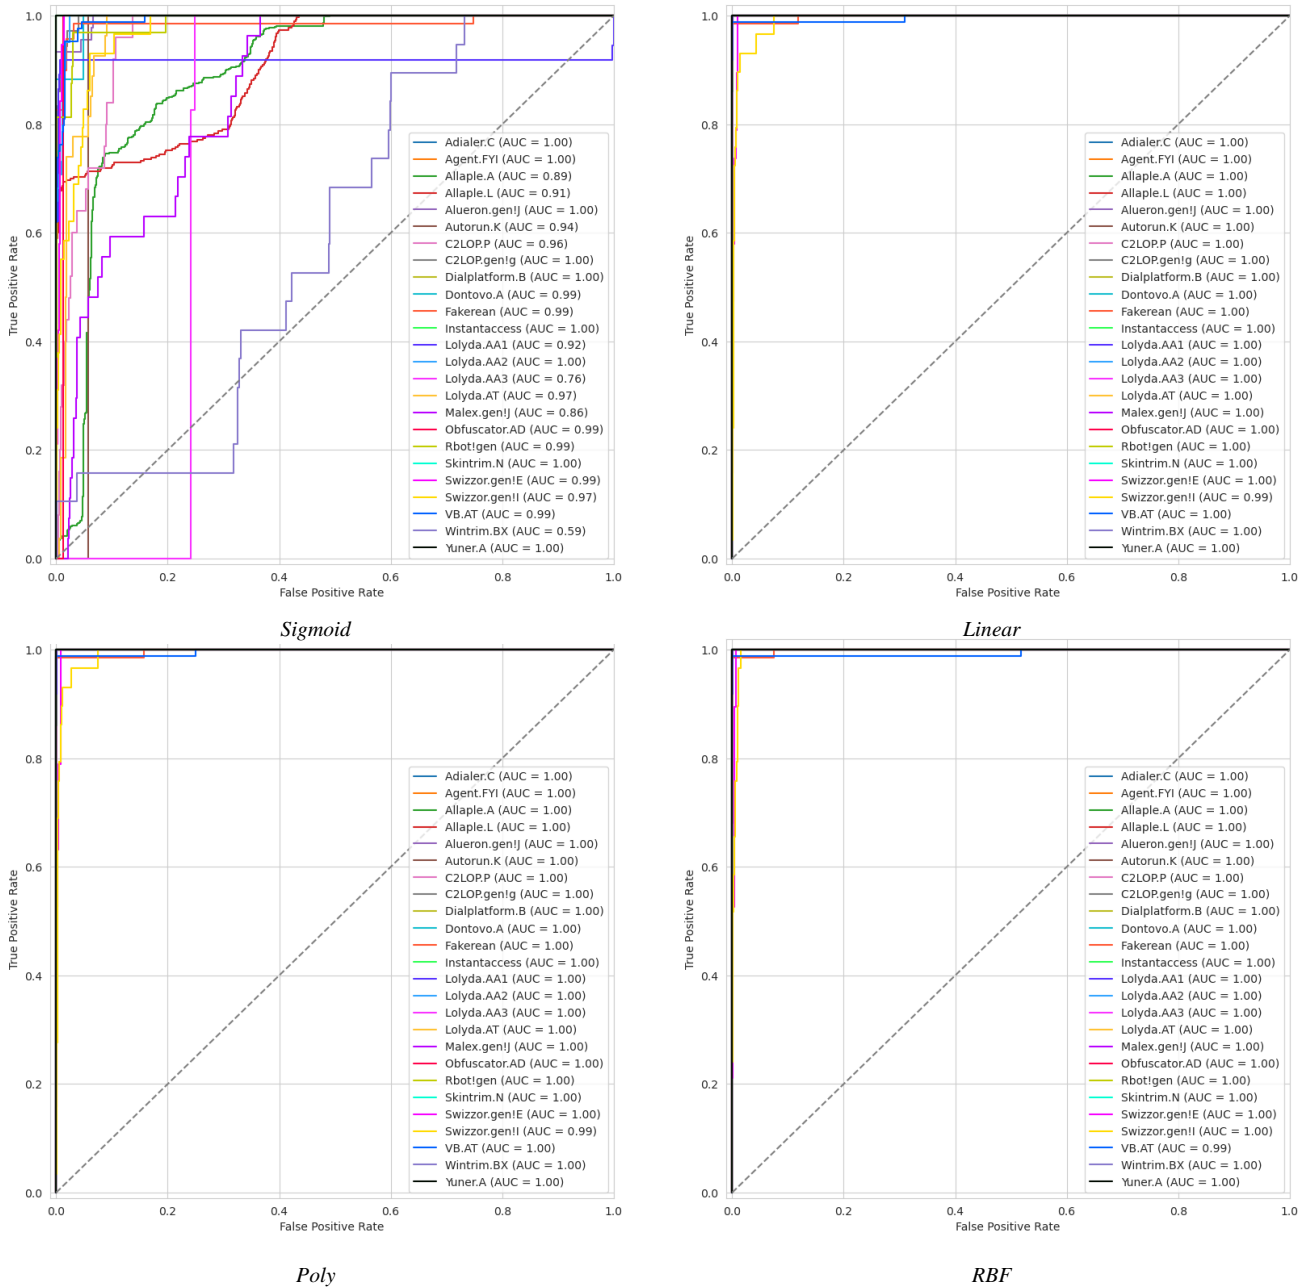 1.0
0.8
0.6
0.4
0.2
0.0
True Positive Rate
Adialer.C (AUC = 1.00)
Agent.FYI (AUC = 1.00)
Allaple.A (AUC = 0.89)
Allaple.L (AUC = 0.91)
Alueron.gen!J (AUC = 1.00)
Autorun.K (AUC = 0.94)
C2LOP.P (AUC = 0.96)
C2LOP.gen!g (AUC = 1.00)
Dialplatform.B (AUC = 1.00)
Dontovo.A (AUC = 0.99)
Fakerean (AUC = 0.99)
Instantaccess (AUC = 1.00)
Lolyda.AA1 (AUC = 0.92)
Lolyda.AA2 (AUC = 1.00)
Lolyda.AA3 (AUC = 0.76)
Lolyda.AT (AUC = 0.97)
Malex.gen!J (AUC = 0.86)
Obfuscator.AD (AUC = 0.99)
Rbot!gen (AUC = 0.99)
Skintrim.N (AUC = 1.00)
Swizzor.gen!E (AUC = 0.99)
Swizzor.gen!I (AUC = 0.97)
VB.AT (AUC = 0.99)
Wintrim.BX (AUC = 0.59)
Yuner.A (AUC = 1.00)
0.0 0.2 0.4 0.6 0.8 1.0
False Positive Rate
Sigmoid
1.0
0.8
0.6
0.4
0.2
0.0
True Positive Rate
Adialer.C (AUC = 1.00)
Agent.FYI (AUC = 1.00)
Allaple.A (AUC = 1.00)
Allaple.L (AUC = 1.00)
Alueron.gen!J (AUC = 1.00)
Autorun.K (AUC = 1.00)
C2LOP.P (AUC = 1.00)
C2LOP.gen!g (AUC = 1.00)
Dialplatform.B (AUC = 1.00)
Dontovo.A (AUC = 1.00)
Fakerean (AUC = 1.00)
Instantaccess (AUC = 1.00)
Lolyda.AA1 (AUC = 1.00)
Lolyda.AA2 (AUC = 1.00)
Lolyda.AA3 (AUC = 1.00)
Lolyda.AT (AUC = 1.00)
Malex.gen!J (AUC = 1.00)
Obfuscator.AD (AUC = 1.00)
Rbot!gen (AUC = 1.00)
Skintrim.N (AUC = 1.00)
Swizzor.gen!E (AUC = 1.00)
Swizzor.gen!I (AUC = 0.99)
VB.AT (AUC = 1.00)
Wintrim.BX (AUC = 1.00)
Yuner.A (AUC = 1.00)
0.0 0.2 0.4 0.6 0.8 1.0
False Positive Rate
Linear
1.0
0.8
0.6
0.4
0.2
0.0
True Positive Rate
Adialer.C (AUC = 1.00)
Agent.FYI (AUC = 1.00)
Allaple.A (AUC = 1.00)
Allaple.L (AUC = 1.00)
Alueron.gen!J (AUC = 1.00)
Autorun.K (AUC = 1.00)
C2LOP.P (AUC = 1.00)
C2LOP.gen!g (AUC = 1.00)
Dialplatform.B (AUC = 1.00)
Dontovo.A (AUC = 1.00)
Fakerean (AUC = 1.00)
Instantaccess (AUC = 1.00)
Lolyda.AA1 (AUC = 1.00)
Lolyda.AA2 (AUC = 1.00)
Lolyda.AA3 (AUC = 1.00)
Lolyda.AT (AUC = 1.00)
Malex.gen!J (AUC = 1.00)
Obfuscator.AD (AUC = 1.00)
Rbot!gen (AUC = 1.00)
Skintrim.N (AUC = 1.00)
Swizzor.gen!E (AUC = 1.00)
Swizzor.gen!I (AUC = 0.99)
VB.AT (AUC = 1.00)
Wintrim.BX (AUC = 1.00)
Yuner.A (AUC = 1.00)
0.0 0.2 0.4 0.6 0.8 1.0
False Positive Rate
Poly
1.0
0.8
0.6
0.4
0.2
0.0
True Positive Rate
Adialer.C (AUC = 1.00)
Agent.FYI (AUC = 1.00)
Allaple.A (AUC = 1.00)
Allaple.L (AUC = 1.00)
Alueron.gen!J (AUC = 1.00)
Autorun.K (AUC = 1.00)
C2LOP.P (AUC = 1.00)
C2LOP.gen!g (AUC = 1.00)
Dialplatform.B (AUC = 1.00)
Dontovo.A (AUC = 1.00)
Fakerean (AUC = 1.00)
Instantaccess (AUC = 1.00)
Lolyda.AA1 (AUC = 1.00)
Lolyda.AA2 (AUC = 1.00)
Lolyda.AA3 (AUC = 1.00)
Lolyda.AT (AUC = 1.00)
Malex.gen!J (AUC = 1.00)
Obfuscator.AD (AUC = 1.00)
Rbot!gen (AUC = 1.00)
Skintrim.N (AUC = 1.00)
Swizzor.gen!E (AUC = 1.00)
Swizzor.gen!I (AUC = 1.00)
VB.AT (AUC = 0.99)
Wintrim.BX (AUC = 1.00)
Yuner.A (AUC = 1.00)
0.0 0.2 0.4 0.6 0.8 1.0
False Positive Rate
RBF